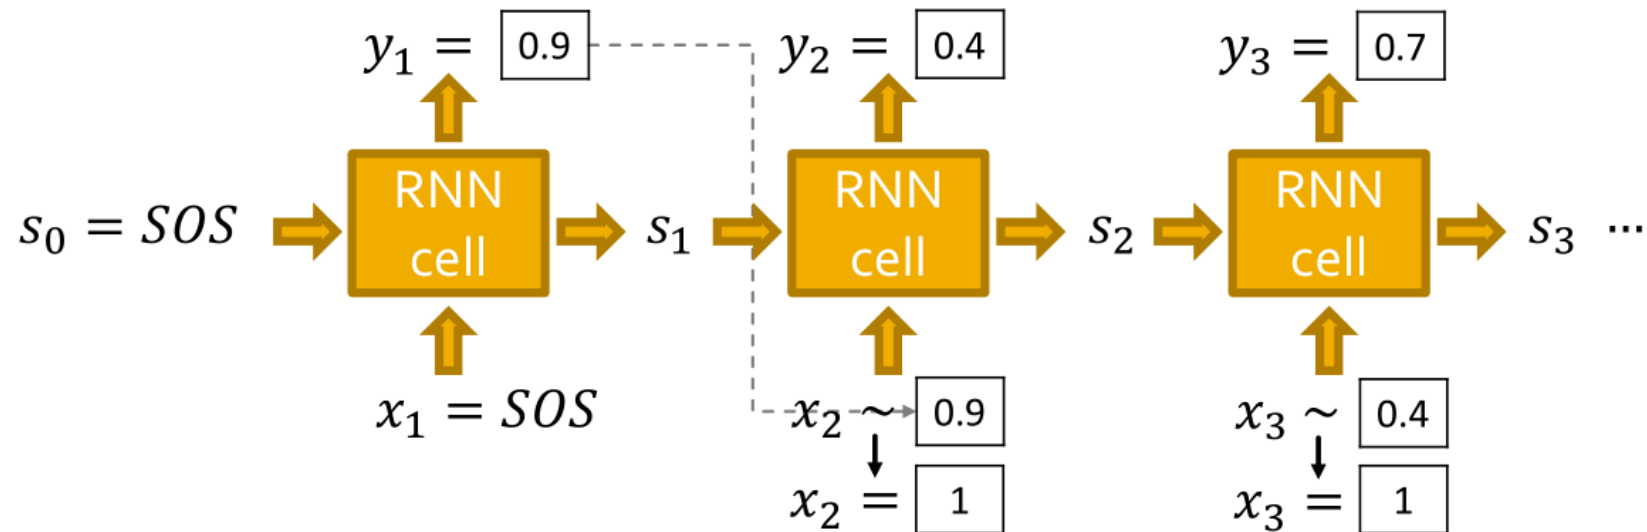 y₁ = 0.9
y₂ = 0.4
y₃ = 0.7
s₀ = SOS
RNN cell
s₁
RNN cell
s₂
RNN cell
s₃ ...
x₁ = SOS
x₂ ~ 0.9
x₃ ~ 0.4
x₂ = 1
x₃ = 1